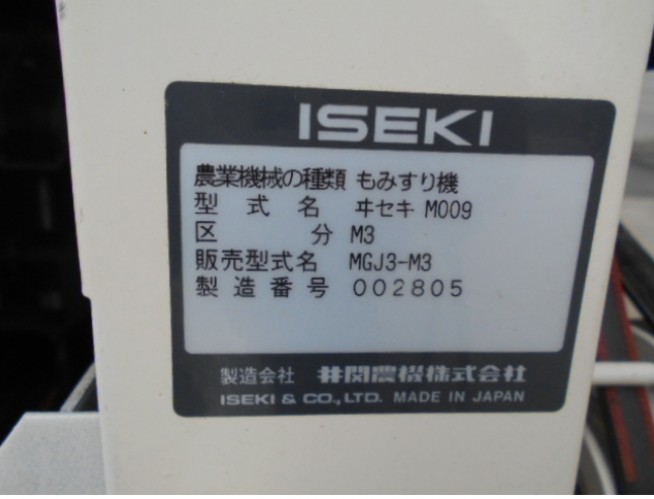 ISEKI
農業機械の種類 もみすり機
型式名 ヰセキ M009
区分 M3
販売型式名 MGJ3-M3
製造番号 002805
製造会社 井関農機株式会社
ISEKI & CO.,LTD. MADE IN JAPAN